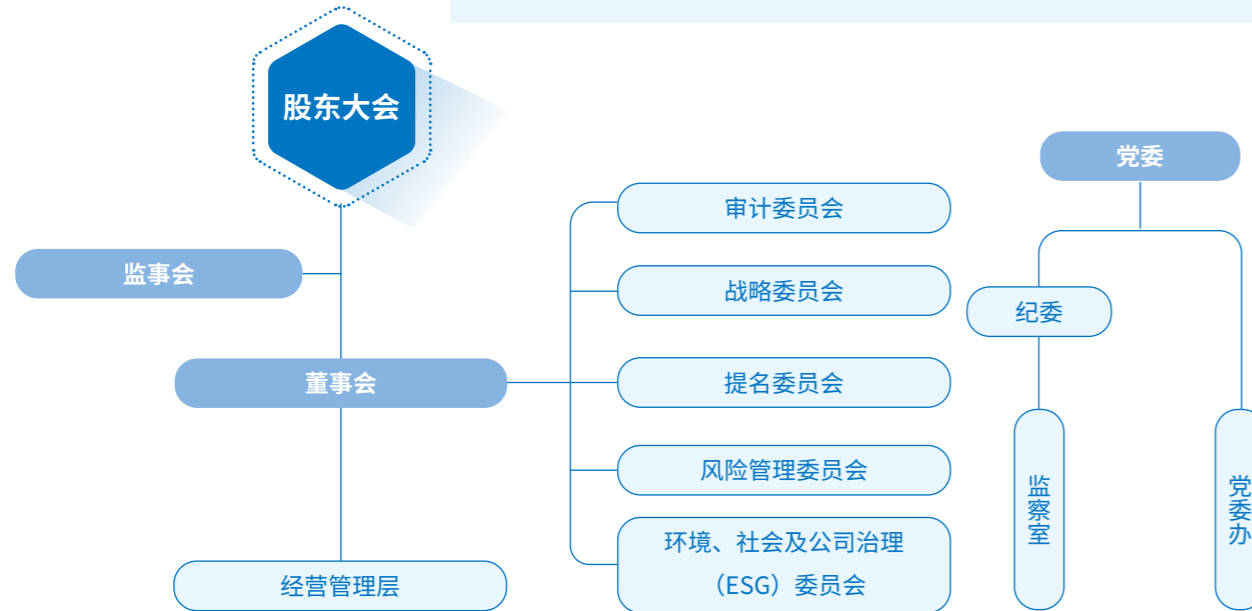 股东大会
党委
审计委员会
监事会
战略委员会
纪委
董事会
提名委员会
风险管理委员会
监察室
党委办
环境、社会及公司治理
（ESG）委员会
经营管理层